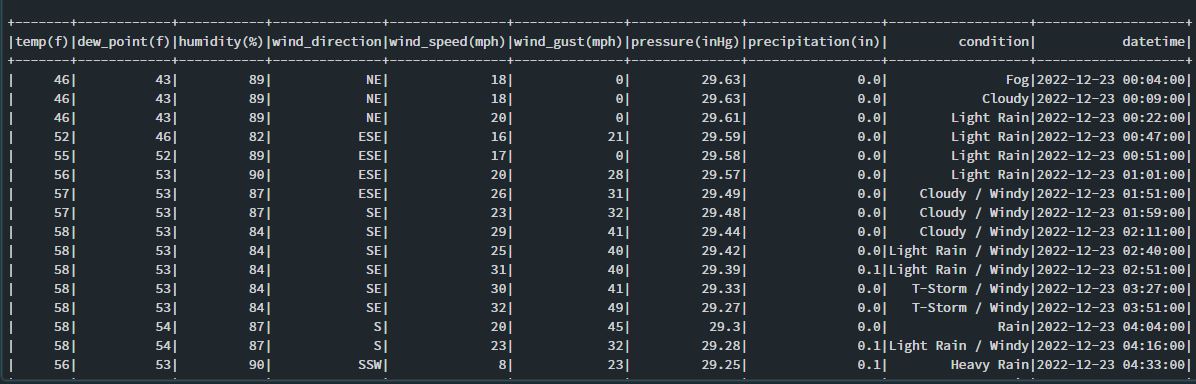 +-------+------------+-----------+--------------+---------------+--------------+--------------+-----------------+------------------+-------------------+
|temp(f)|dew_point(f)|humidity(%)|wind_direction|wind_speed(mph)|wind_gust(mph)|pressure(inHg)|precipitation(in)|         condition|           datetime|
+-------+------------+-----------+--------------+---------------+--------------+--------------+-----------------+------------------+-------------------+
|     46|          43|         89|            NE|             18|             0|         29.63|              0.0|               Fog|2022-12-23 00:04:00|
|     46|          43|         89|            NE|             18|             0|         29.63|              0.0|            Cloudy|2022-12-23 00:09:00|
|     46|          43|         89|            NE|             20|             0|         29.61|              0.0|        Light Rain|2022-12-23 00:22:00|
|     52|          46|         82|           ESE|             16|            21|         29.59|              0.0|        Light Rain|2022-12-23 00:47:00|
|     55|          52|         89|           ESE|             17|             0|         29.58|              0.0|        Light Rain|2022-12-23 00:51:00|
|     56|          53|         90|           ESE|             20|            28|         29.57|              0.0|        Light Rain|2022-12-23 01:01:00|
|     57|          53|         87|           ESE|             26|            31|         29.49|              0.0|    Cloudy / Windy|2022-12-23 01:51:00|
|     57|          53|         87|            SE|             23|            32|         29.48|              0.0|    Cloudy / Windy|2022-12-23 01:59:00|
|     58|          53|         84|            SE|             29|            41|         29.44|              0.0|    Cloudy / Windy|2022-12-23 02:11:00|
|     58|          53|         84|            SE|             25|            40|         29.42|              0.0|Light Rain / Windy|2022-12-23 02:40:00|
|     58|          53|         84|            SE|             31|            40|         29.39|              0.1|Light Rain / Windy|2022-12-23 02:51:00|
|     58|          53|         84|            SE|             30|            41|         29.33|              0.0|   T-Storm / Windy|2022-12-23 03:27:00|
|     58|          53|         84|            SE|             32|            49|         29.27|              0.0|   T-Storm / Windy|2022-12-23 03:51:00|
|     58|          54|         87|             S|             20|            45|          29.3|              0.0|              Rain|2022-12-23 04:04:00|
|     58|          54|         87|             S|             23|            32|         29.28|              0.1|Light Rain / Windy|2022-12-23 04:16:00|
|     56|          53|         90|           SSW|              8|            23|         29.25|              0.1|        Heavy Rain|2022-12-23 04:33:00|